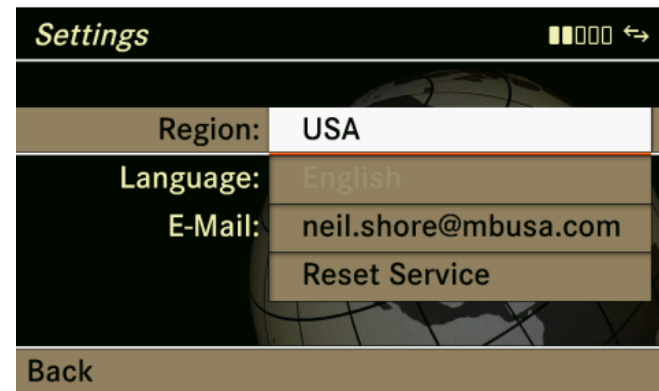 Settings
Region: USA
Language: English
E-Mail: neil.shore@mbusa.com
Reset Service
Back